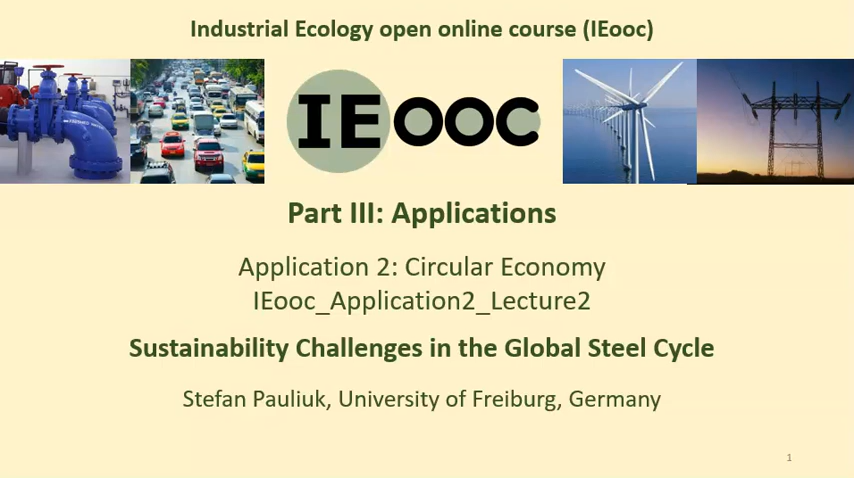 Industrial Ecology open online course (IEooc)
IEooc
Part III: Applications
Application 2: Circular Economy
IEooc_Application2_Lecture2
Sustainability Challenges in the Global Steel Cycle
Stefan Pauliuk, University of Freiburg, Germany
1